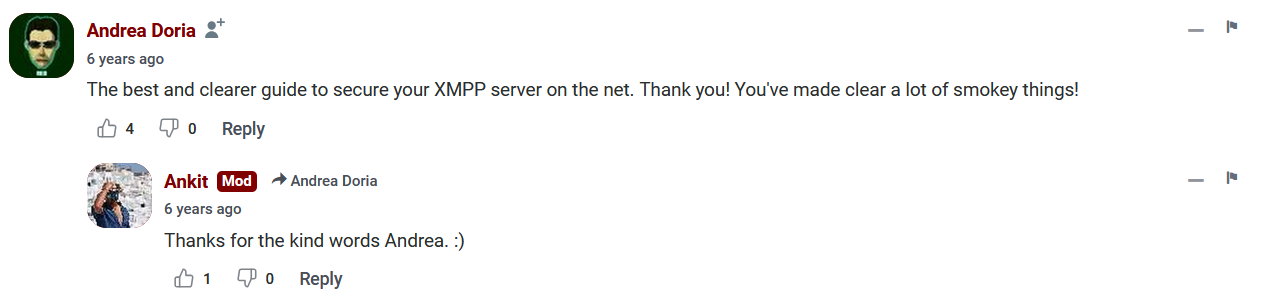 Andrea Doria
6 years ago
The best and clearer guide to secure your XMPP server on the net. Thank you! You've made clear a lot of smokey things!
4 0 Reply
Ankit Mod Andrea Doria
6 years ago
Thanks for the kind words Andrea. :)
1 0 Reply